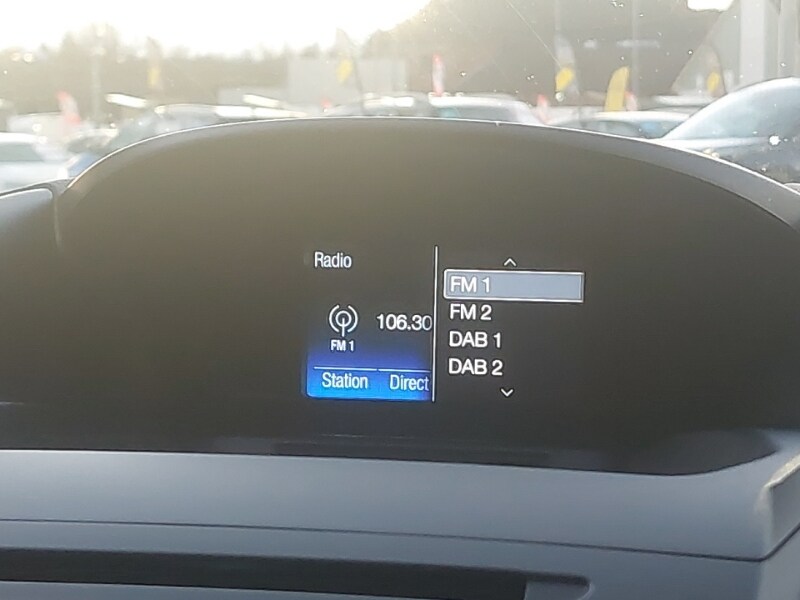 Radio
FM 1
FM 2
106.30
FM 1
DAB 1
DAB 2
Station
Direct